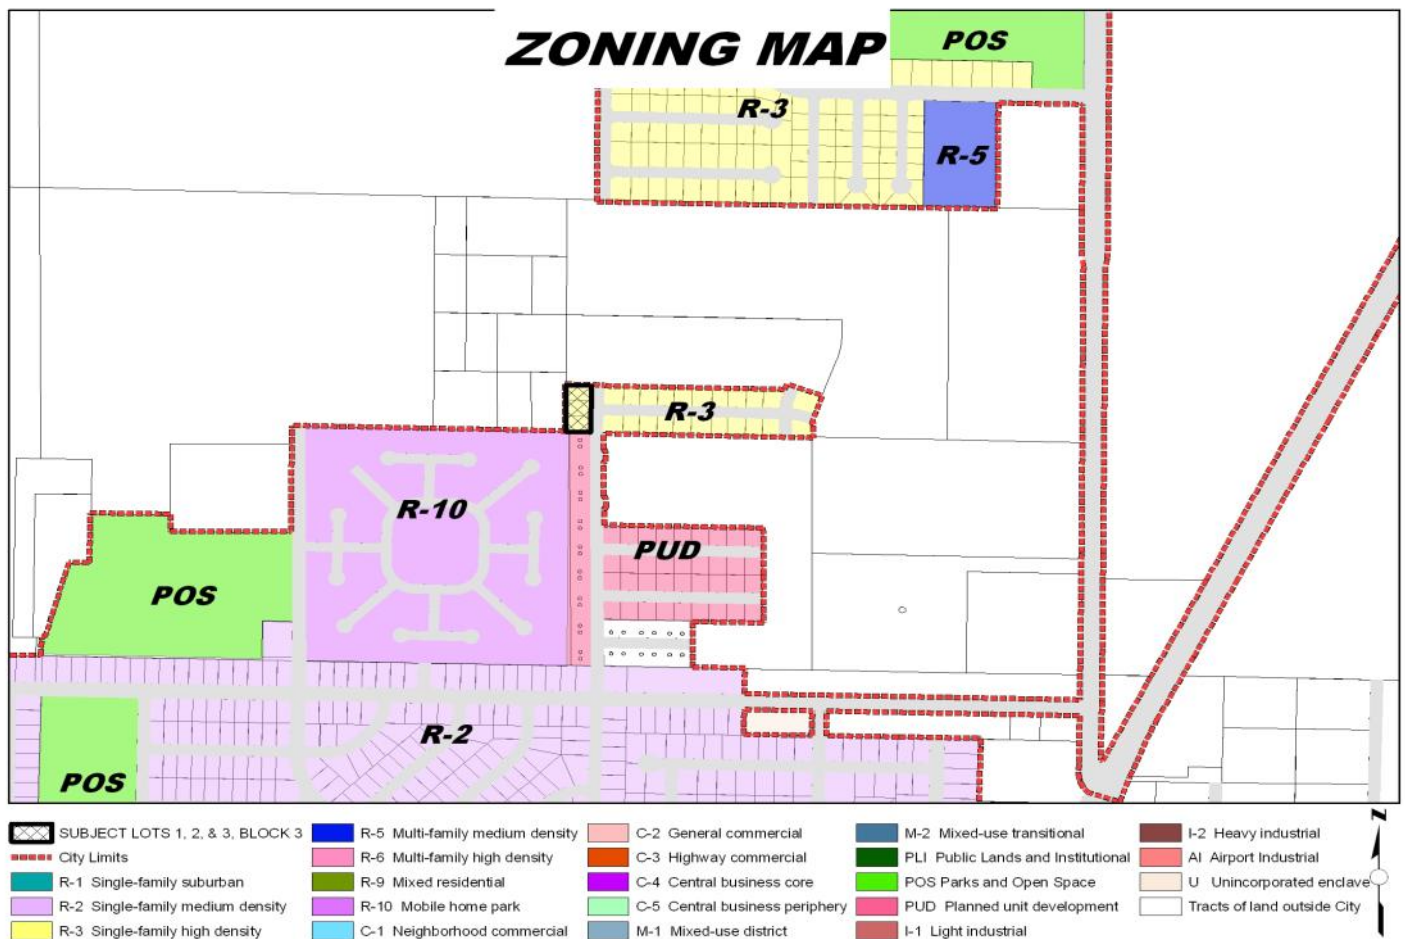 ZONING MAP
POS
R-3
R-5
R-3
R-10
PUD
POS
R-2
POS
SUBJECT LOTS 1, 2, & 3, BLOCK 3
City Limits
R-1 Single-family suburban
R-2 Single-family medium density
R-3 Single-family high density
R-5 Multi-family medium density
R-6 Multi-family high density
R-9 Mixed residential
R-10 Mobile home park
C-1 Neighborhood commercial
C-2 General commercial
C-3 Highway commercial
C-4 Central business core
C-5 Central business periphery
M-1 Mixed-use district
M-2 Mixed-use transitional
PLI Public Lands and Institutional
POS Parks and Open Space
PUD Planned unit development
I-1 Light industrial
I-2 Heavy industrial
AI Airport Industrial
U Unincorporated enclave
Tracts of land outside City
N